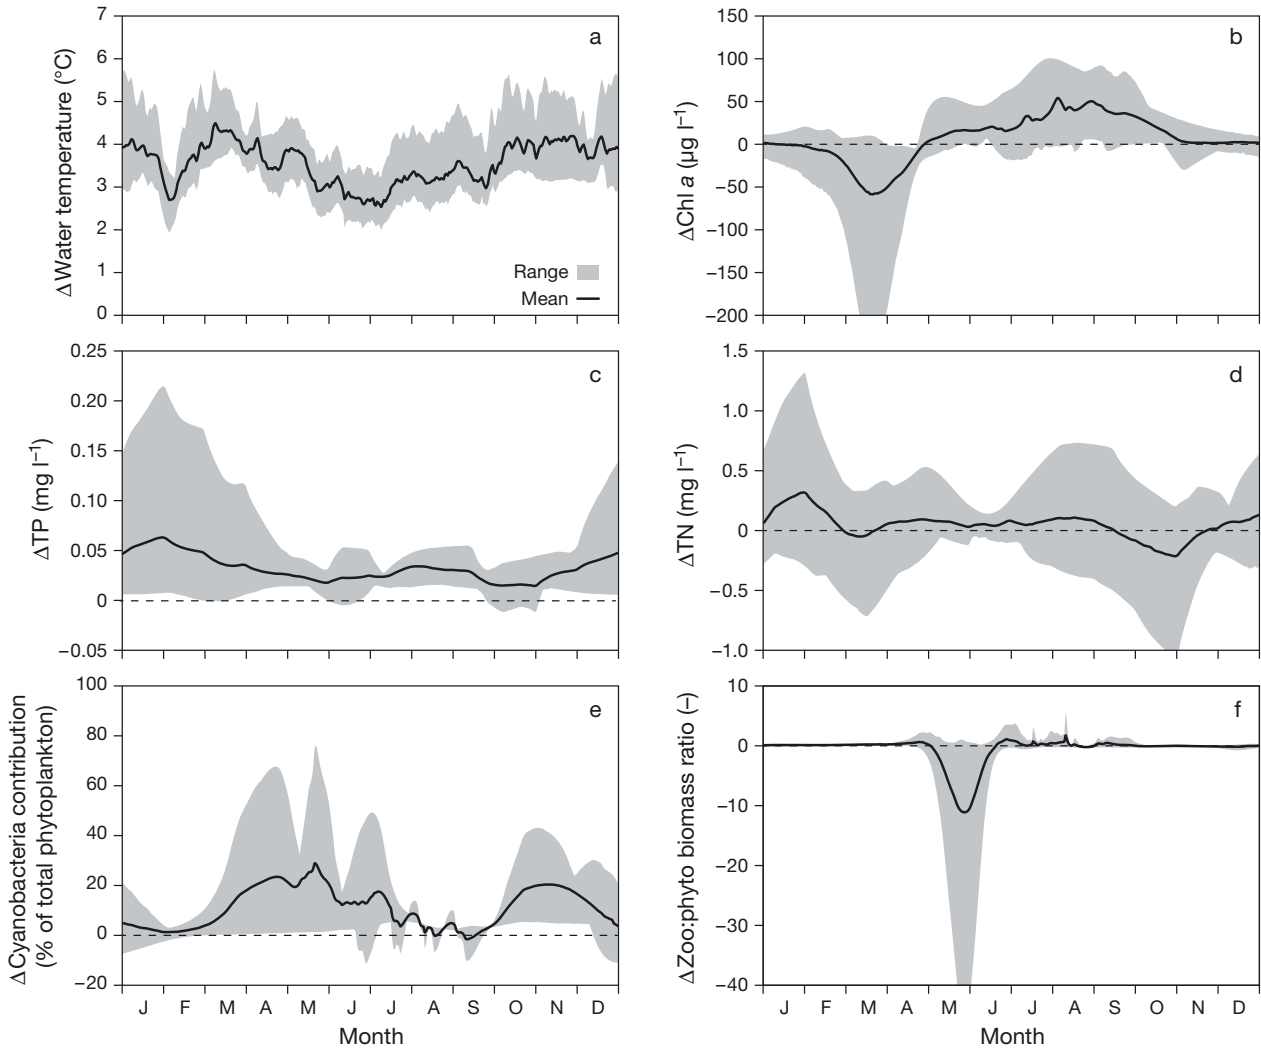 a
ΔWater temperature (°C)
7
6
5
4
3
2
1
0
Range
Mean
b
ΔChl a (µg l–1)
150
100
50
0
–50
–100
–150
–200
c
ΔTP (mg l–1)
0.25
0.20
0.15
0.10
0.05
0
–0.05
d
ΔTN (mg l–1)
1.5
1.0
0.5
0
–0.5
–1.0
e
ΔCyanobacteria contribution
(% of total phytoplankton)
100
80
60
40
20
0
–20
J F M A M J J A S O N D
Month
f
ΔZoo:phyto biomass ratio (–)
10
0
–10
–20
–30
–40
J F M A M J J A S O N D
Month